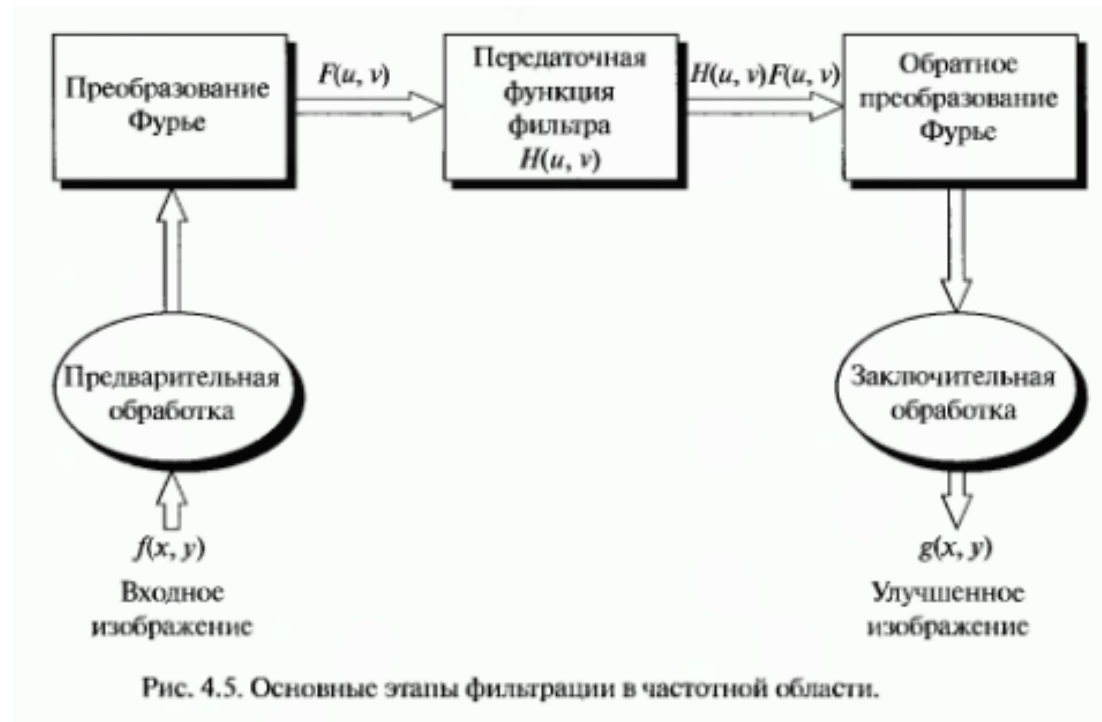 Преобразование
Фурье
F(u, v)
Передаточная
функция
фильтра
H(u, v)
H(u, v)F(u, v)
Обратное
преобразование
Фурье
Предварительная
обработка
Заключительная
обработка
f(x, y)
Входное
изображение
g(x, y)
Улучшенное
изображение
Рис. 4.5. Основные этапы фильтрации в частотной области.